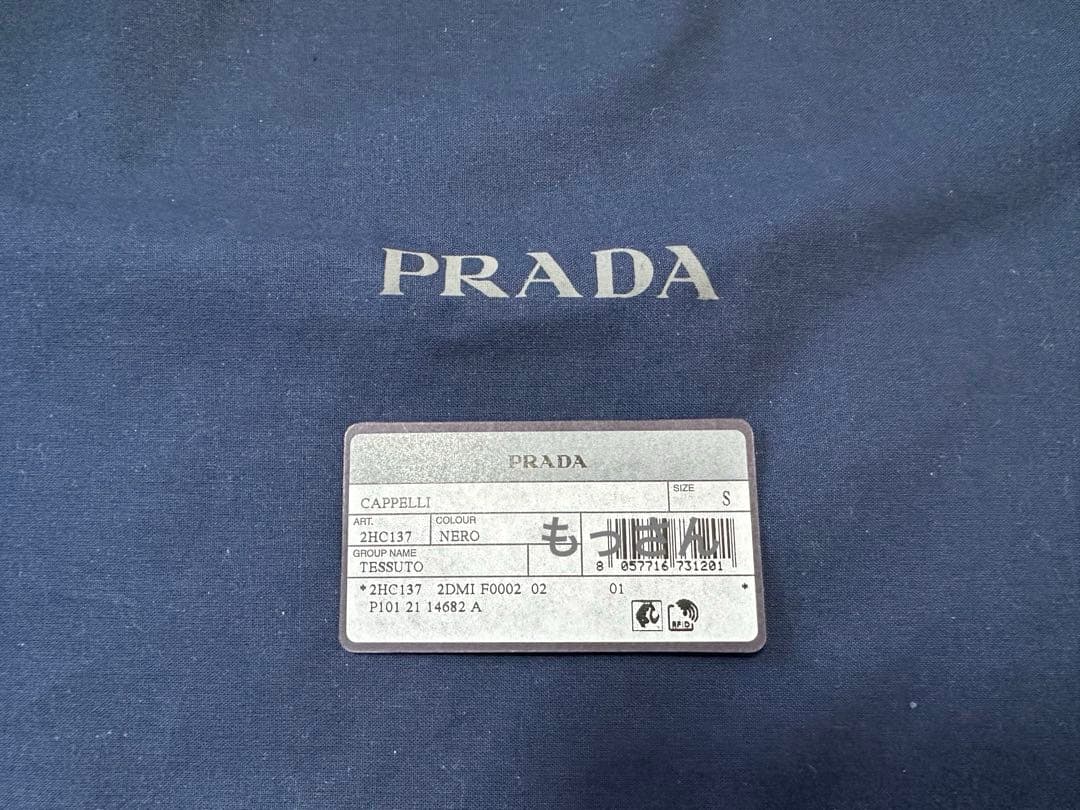 PRADA
PRADA
CAPPELLI
SIZE
S
ART.
2HC137
COLOUR
NERO
もっさん
GROUP NAME
TESSUTO
8 057716 731201
*2HC137 2DMI F0002 02 01 *
P101 21 14682 A
RFID